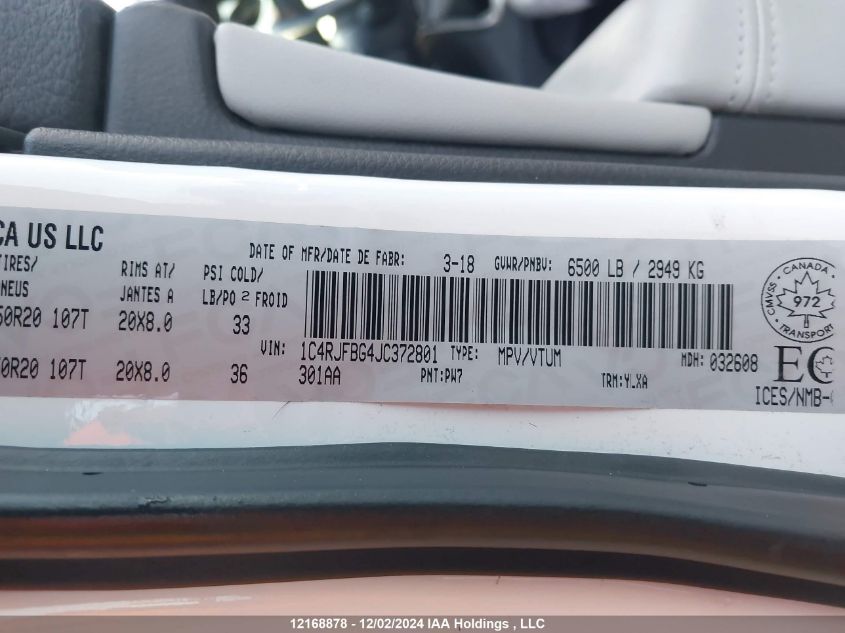 CA US LLC
DATE OF MFR/DATE DE FABR: 3-18 GVWR/PNBV: 6500 LB / 2949 KG
RIMS AT/ PSI COLD/
JANTES A LB/PO 2 FROID
50R20 107T 20X8.0 33
VIN: 1C4RJFBG4JC372801 TYPE: MPV/VTUM MDH: 032608
0R20 107T 20X8.0 36 301AA PNT:PW7 TRM:
CANADA
CMVSS 972 NSVAC
TRANSPORT
EC
ICES/NMB-
12168878 - 12/02/2024 IAA Holdings , LLC